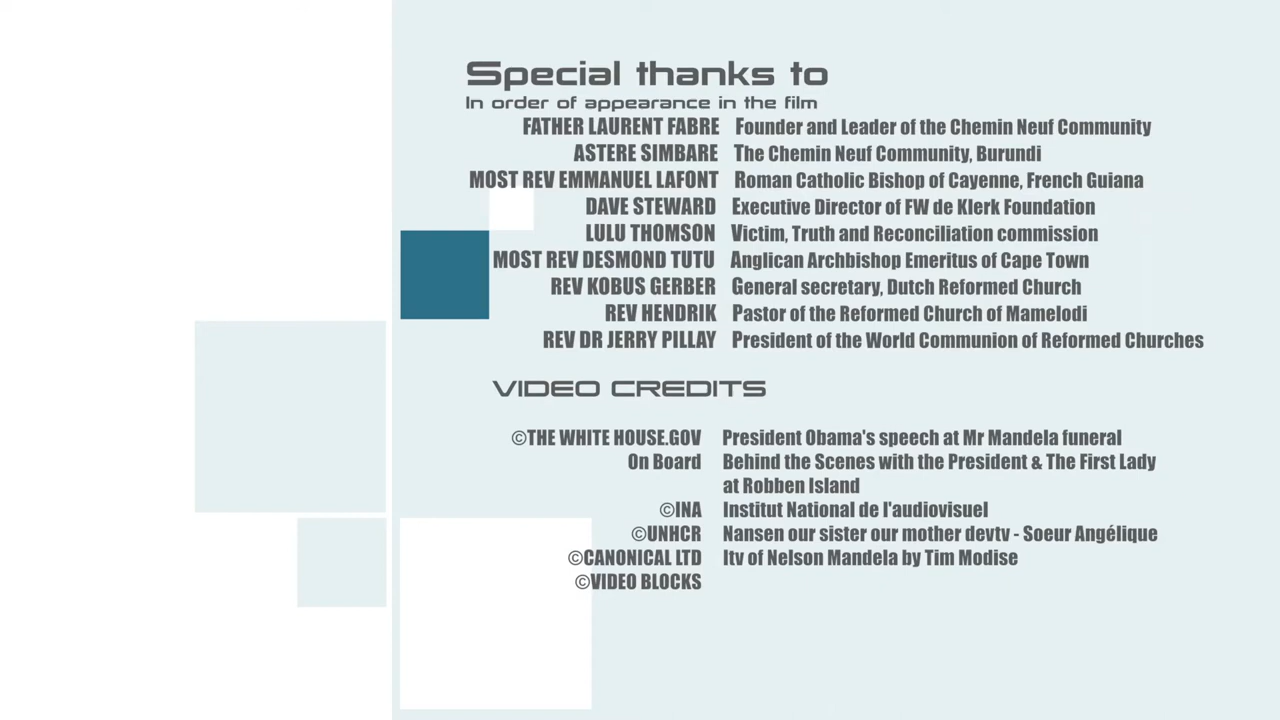 Special thanks to
In order of appearance in the film
FATHER LAURENT FABRE Founder and Leader of the Chemin Neuf Community
ASTERE SIMBARE The Chemin Neuf Community, Burundi
MOST REV EMMANUEL LAFONT Roman Catholic Bishop of Cayenne, French Guiana
DAVE STEWARD Executive Director of FW de Klerk Foundation
LULU THOMSON Victim, Truth and Reconciliation commission
MOST REV DESMOND TUTU Anglican Archbishop Emeritus of Cape Town
REV KOBUS GERBER General secretary, Dutch Reformed Church
REV HENDRIK Pastor of the Reformed Church of Mamelodi
REV DR JERRY PILLAY President of the World Communion of Reformed Churches
VIDEO CREDITS
©THE WHITE HOUSE.GOV President Obama's speech at Mr Mandela funeral
On Board Behind the Scenes with the President & The First Lady
at Robben Island
©INA Institut National de l'audiovisuel
©UNHCR Nansen our sister our mother devtv - Soeur Angélique
©CANONICAL LTD Itv of Nelson Mandela by Tim Modise
©VIDEO BLOCKS